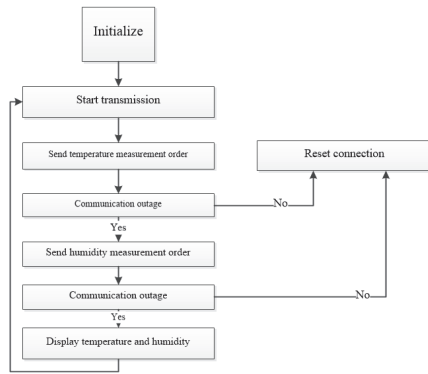 Initialize
Start transmission
Send temperature measurement order
Reset connection
Communication outage
No
Yes
Send humidity measurement order
Communication outage
No
Yes
Display temperature and humidity